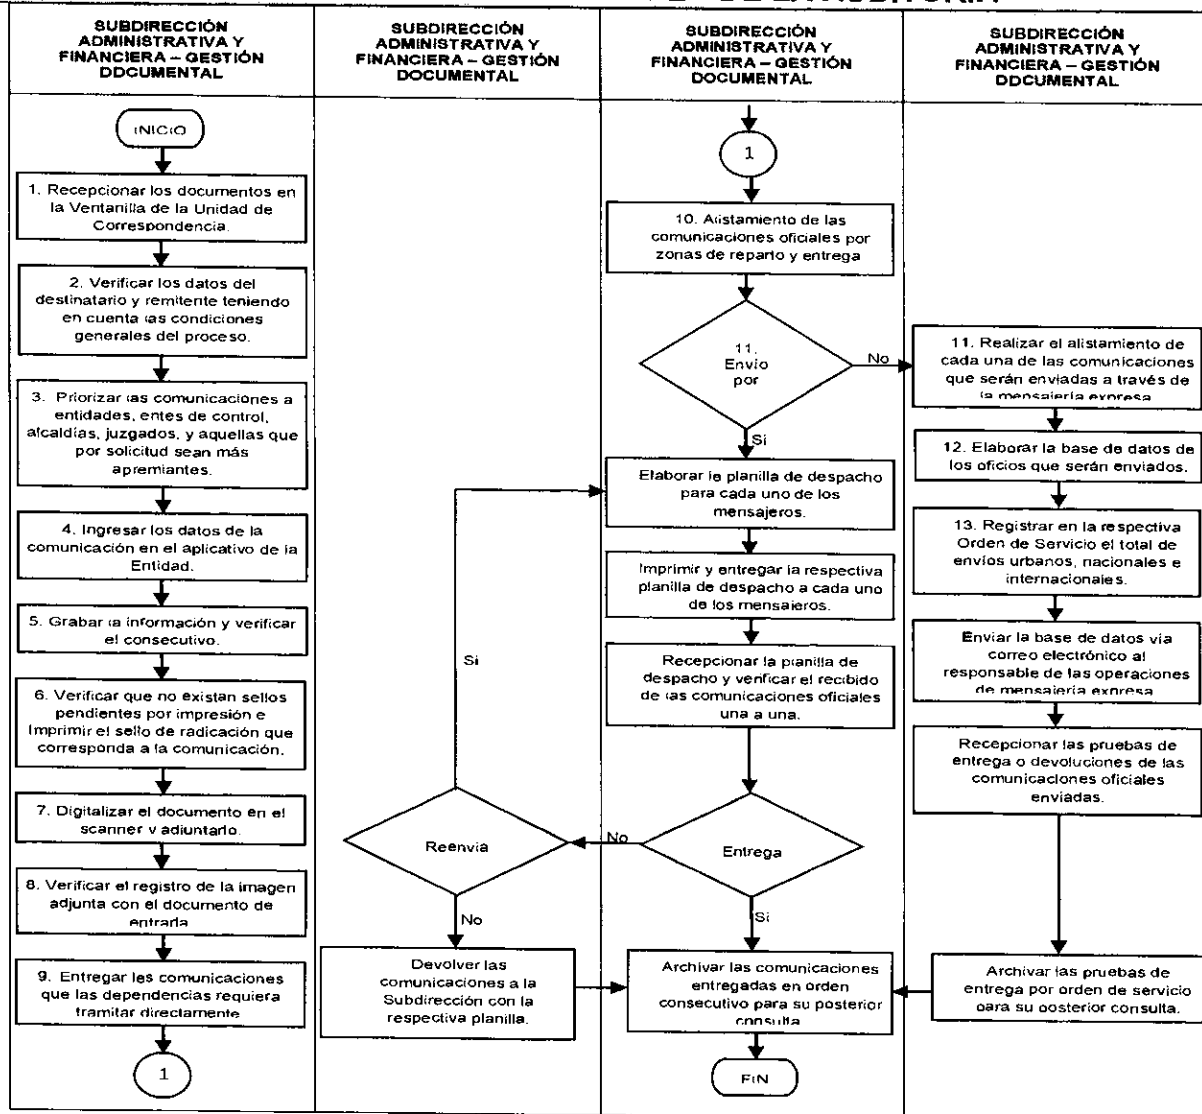 SUBDIRECCIÓN
ADMINISTRATIVA Y
FINANCIERA – GESTIÓN
DDCUMENTAL
INICIO
1. Recepcionar los documentos en
la Ventanilla de la Unidad de
Correspondencia.
2. Verificar los datos del
destinatario y remitente teniendo
en cuenta las condiciones
generales del proceso.
3. Priorizar las comunicaciones a
entidades, entes de control,
alcaldías, juzgados, y aquellas que
por solicitud sean más
apremiantes.
4. Ingresar los datos de la
comunicación en el aplicativo de la
Entidad.
5. Grabar la información y verificar
el consecutivo.
6. Verificar que no existan sellos
pendientes por impresión e
Imprimir el sello de radicación que
corresponda a la comunicación.
7. Digitalizar el documento en el
scanner y adjuntarlo.
8. Verificar el registro de la imagen
adjunta con el documento de
entrada
9. Entregar les comunicaciones
que las dependencias requiera
tramitar directamente
1
SUBDIRECCIÓN
ADMINISTRATIVA Y
FINANCIERA – GESTIÓN
DOCUMENTAL
Si
Reenvia
No
Devolver las
comunicaciones a la
Subdirección con la
respectiva planilla.
SUBDIRECCIÓN
ADMINISTRATIVA Y
FINANCIERA – GESTIÓN
DOCUMENTAL
1
10. Alistamiento de las
comunicaciones oficiales por
zonas de reparto y entrega
11.
Envio
por
No
Si
Elaborar le planilla de despacho
para cada uno de los
mensajeros.
Imprimir y entregar la respectiva
planilla de despacho a cada uno
de los mensajeros.
Recepcionar la planilla de
despacho y verificar el recibido
de las comunicaciones oficiales
una a una.
No
Entrega
Si
Archivar las comunicaciones
entregadas en orden
consecutivo para su posterior
consulta
FIN
SUBDIRECCIÓN
ADMINISTRATIVA Y
FINANCIERA – GESTIÓN
DDCUMENTAL
11. Realizar el alistamiento de
cada una de las comunicaciones
que serán enviadas a través de
la mensajería expresa
12. Elaborar la base de datos de
los oficios que serán enviados.
13. Registrar en la respectiva
Orden de Servicio el total de
envíos urbanos, nacionales e
internacionales.
Enviar la base de datos vía
correo electrónico al
responsable de las operaciones
de mensajería expresa
Recepcionar las pruebas de
entrega o devoluciones de las
comunicaciones oficiales
enviadas.
Archivar las pruebas de
entrega por orden de servicio
para su posterior consulta.